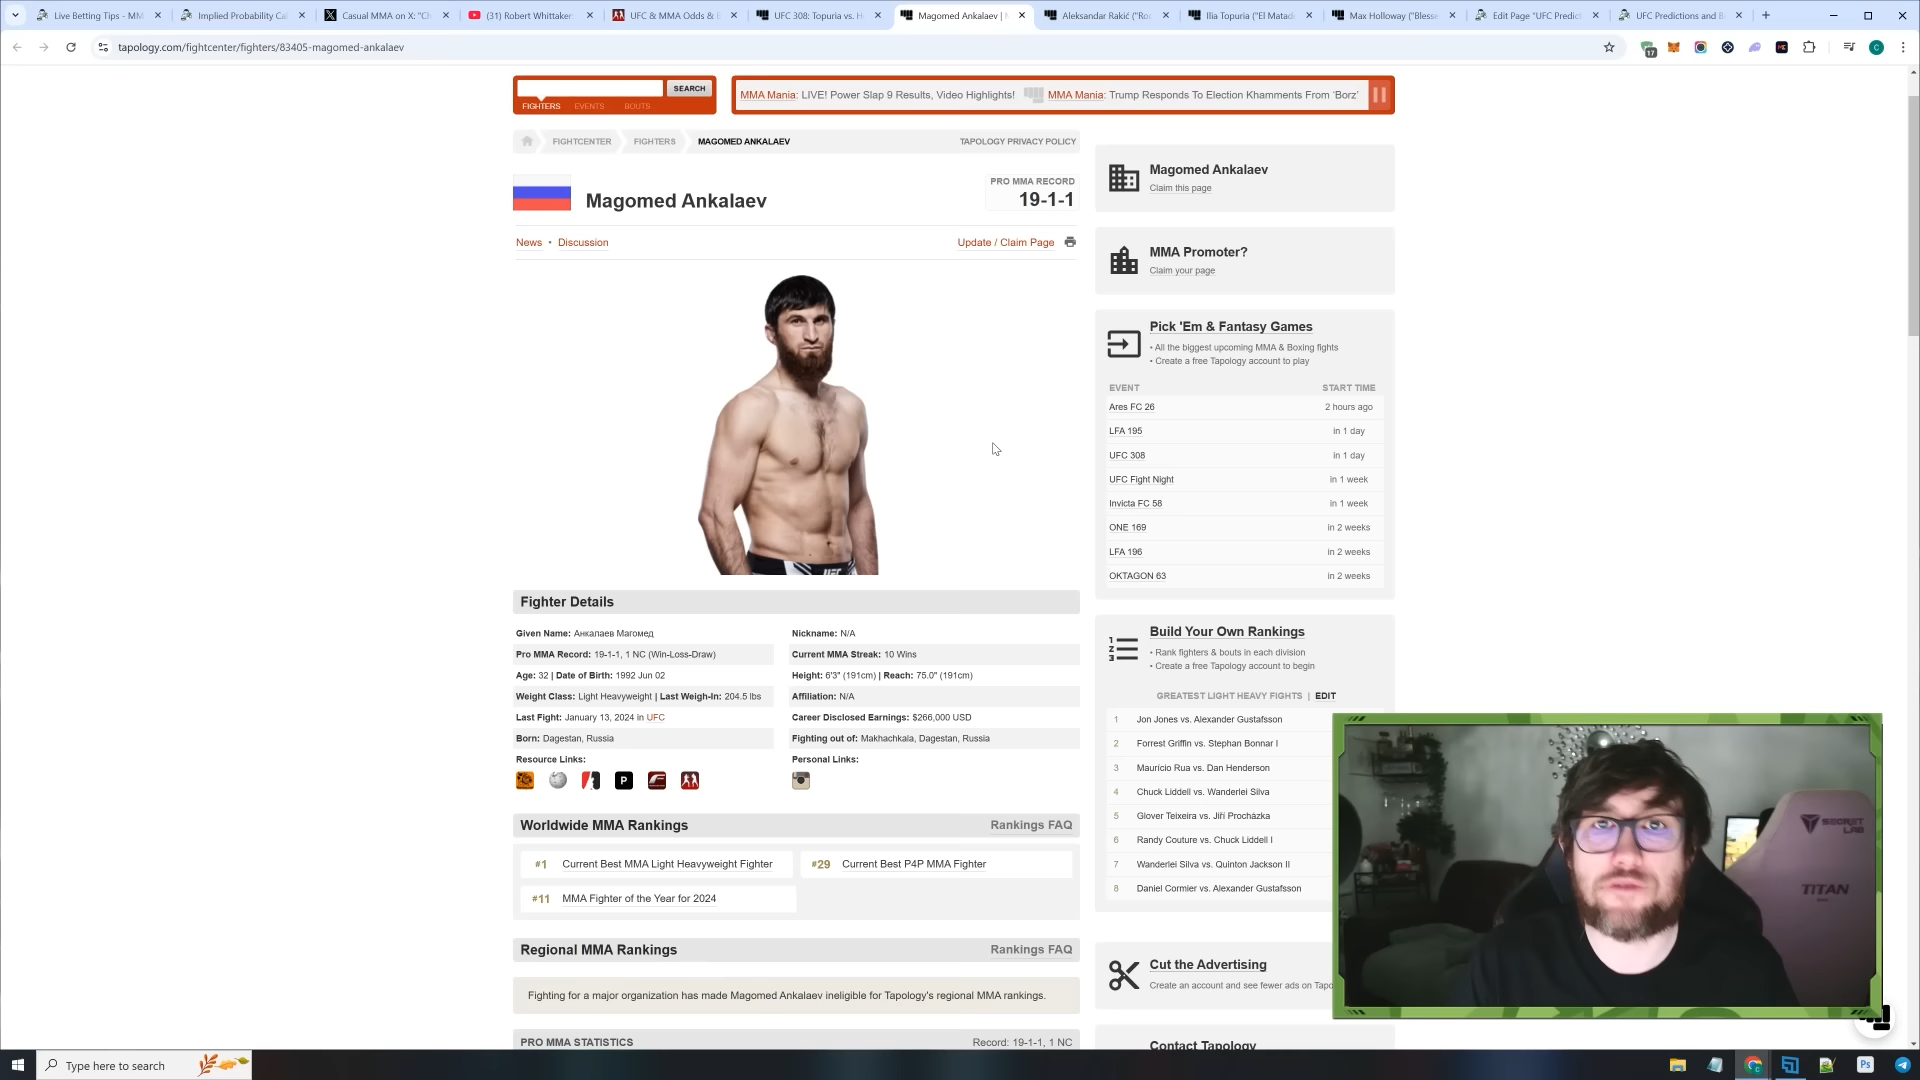 Live Betting Tips - MM
Implied Probability Ca
Casual MMA on X: "Ch
(31) Robert Whittaker:
UFC & MMA Odds & B
UFC 308: Topuria vs. H
Magomed Ankalaev |
Aleksandar Rakić ("Roc
Ilia Topuria ("El Matad
Max Holloway ("Blesse
Edit Page "UFC Predict
UFC Predictions and B
tapology.com/fightcenter/fighters/83405-magomed-ankalaev
17
C
SEARCH
FIGHTERS EVENTS BOUTS
MMA Mania: LIVE! Power Slap 9 Results, Video Highlights!
MMA Mania: Trump Responds To Election Khamments From 'Borz'
FIGHTCENTER FIGHTERS MAGOMED ANKALAEV
TAPOLOGY PRIVACY POLICY
Magomed Ankalaev
PRO MMA RECORD
19-1-1
News • Discussion
Update / Claim Page
Fighter Details
Given Name: Анкалаев Магомед
Nickname: N/A
Pro MMA Record: 19-1-1, 1 NC (Win-Loss-Draw)
Current MMA Streak: 10 Wins
Age: 32 | Date of Birth: 1992 Jun 02
Height: 6'3" (191cm) | Reach: 75.0" (191cm)
Weight Class: Light Heavyweight | Last Weigh-In: 204.5 lbs
Affiliation: N/A
Last Fight: January 13, 2024 in UFC
Career Disclosed Earnings: $266,000 USD
Born: Dagestan, Russia
Fighting out of: Makhachkala, Dagestan, Russia
Resource Links:
Personal Links:
P
Worldwide MMA Rankings
Rankings FAQ
#1 Current Best MMA Light Heavyweight Fighter
#29 Current Best P4P MMA Fighter
#11 MMA Fighter of the Year for 2024
Regional MMA Rankings
Rankings FAQ
Fighting for a major organization has made Magomed Ankalaev ineligible for Tapology's regional MMA rankings.
PRO MMA STATISTICS
Record: 19-1-1, 1 NC
Magomed Ankalaev
Claim this page
MMA Promoter?
Claim your page
Pick 'Em & Fantasy Games
• All the biggest upcoming MMA & Boxing fights
• Create a free Tapology account to play
EVENT START TIME
Ares FC 26 2 hours ago
LFA 195 in 1 day
UFC 308 in 1 day
UFC Fight Night in 1 week
Invicta FC 58 in 1 week
ONE 169 in 2 weeks
LFA 196 in 2 weeks
OKTAGON 63 in 2 weeks
Build Your Own Rankings
• Rank fighters & bouts in each division
• Create a free Tapology account to begin
GREATEST LIGHT HEAVY FIGHTS | EDIT
1 Jon Jones vs. Alexander Gustafsson
2 Forrest Griffin vs. Stephan Bonnar I
3 Maurício Rua vs. Dan Henderson
4 Chuck Liddell vs. Wanderlei Silva
5 Glover Teixeira vs. Jiří Procházka
6 Randy Couture vs. Chuck Liddell I
7 Wanderlei Silva vs. Quinton Jackson II
8 Daniel Cormier vs. Alexander Gustafsson
Cut the Advertising
Create an account and see fewer ads on Tapo
Contact Tapology
SECRET
LAB
TITAN
Type here to search
Ps